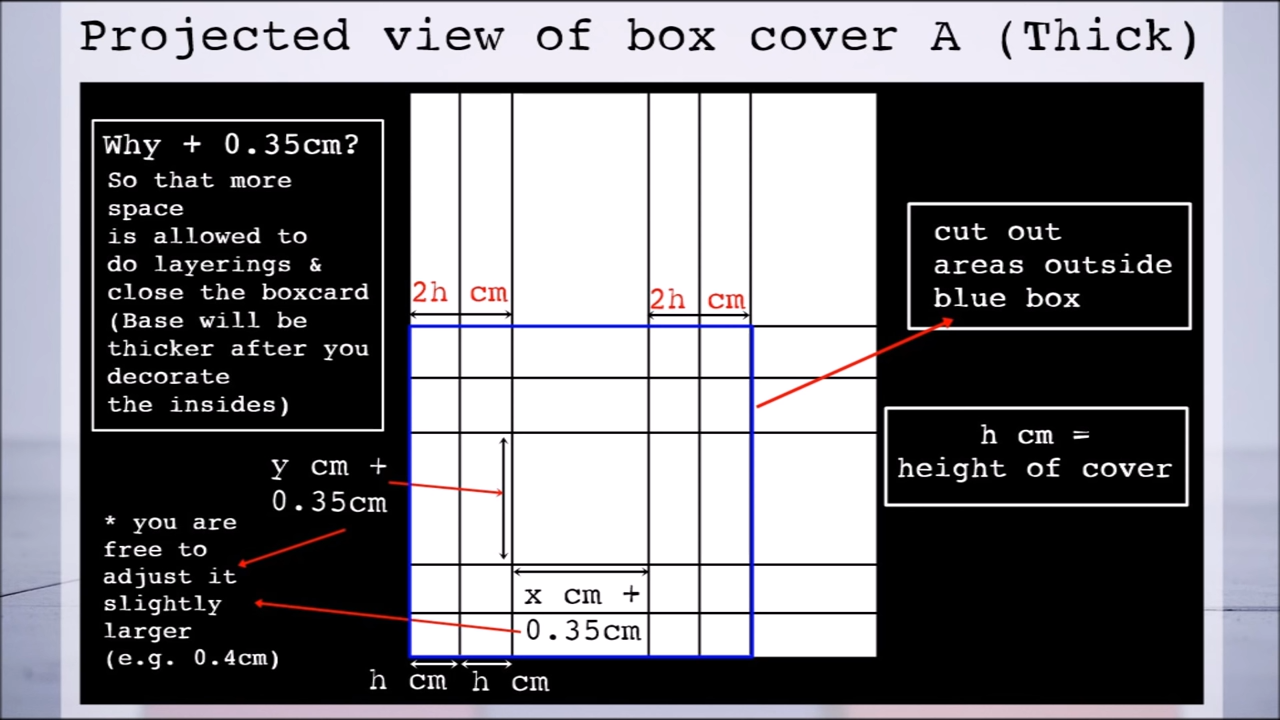 Projected view of box cover A (Thick)
Why + 0.35cm?
So that more
space
is allowed to
do layerings &
close the boxcard
(Base will be
thicker after you
decorate
the insides)
2h cm
2h cm
cut out
areas outside
blue box
h cm =
height of cover
y cm +
0.35cm
* you are
free to
adjust it
slightly
larger
(e.g. 0.4cm)
x cm +
0.35cm
h cm
h cm